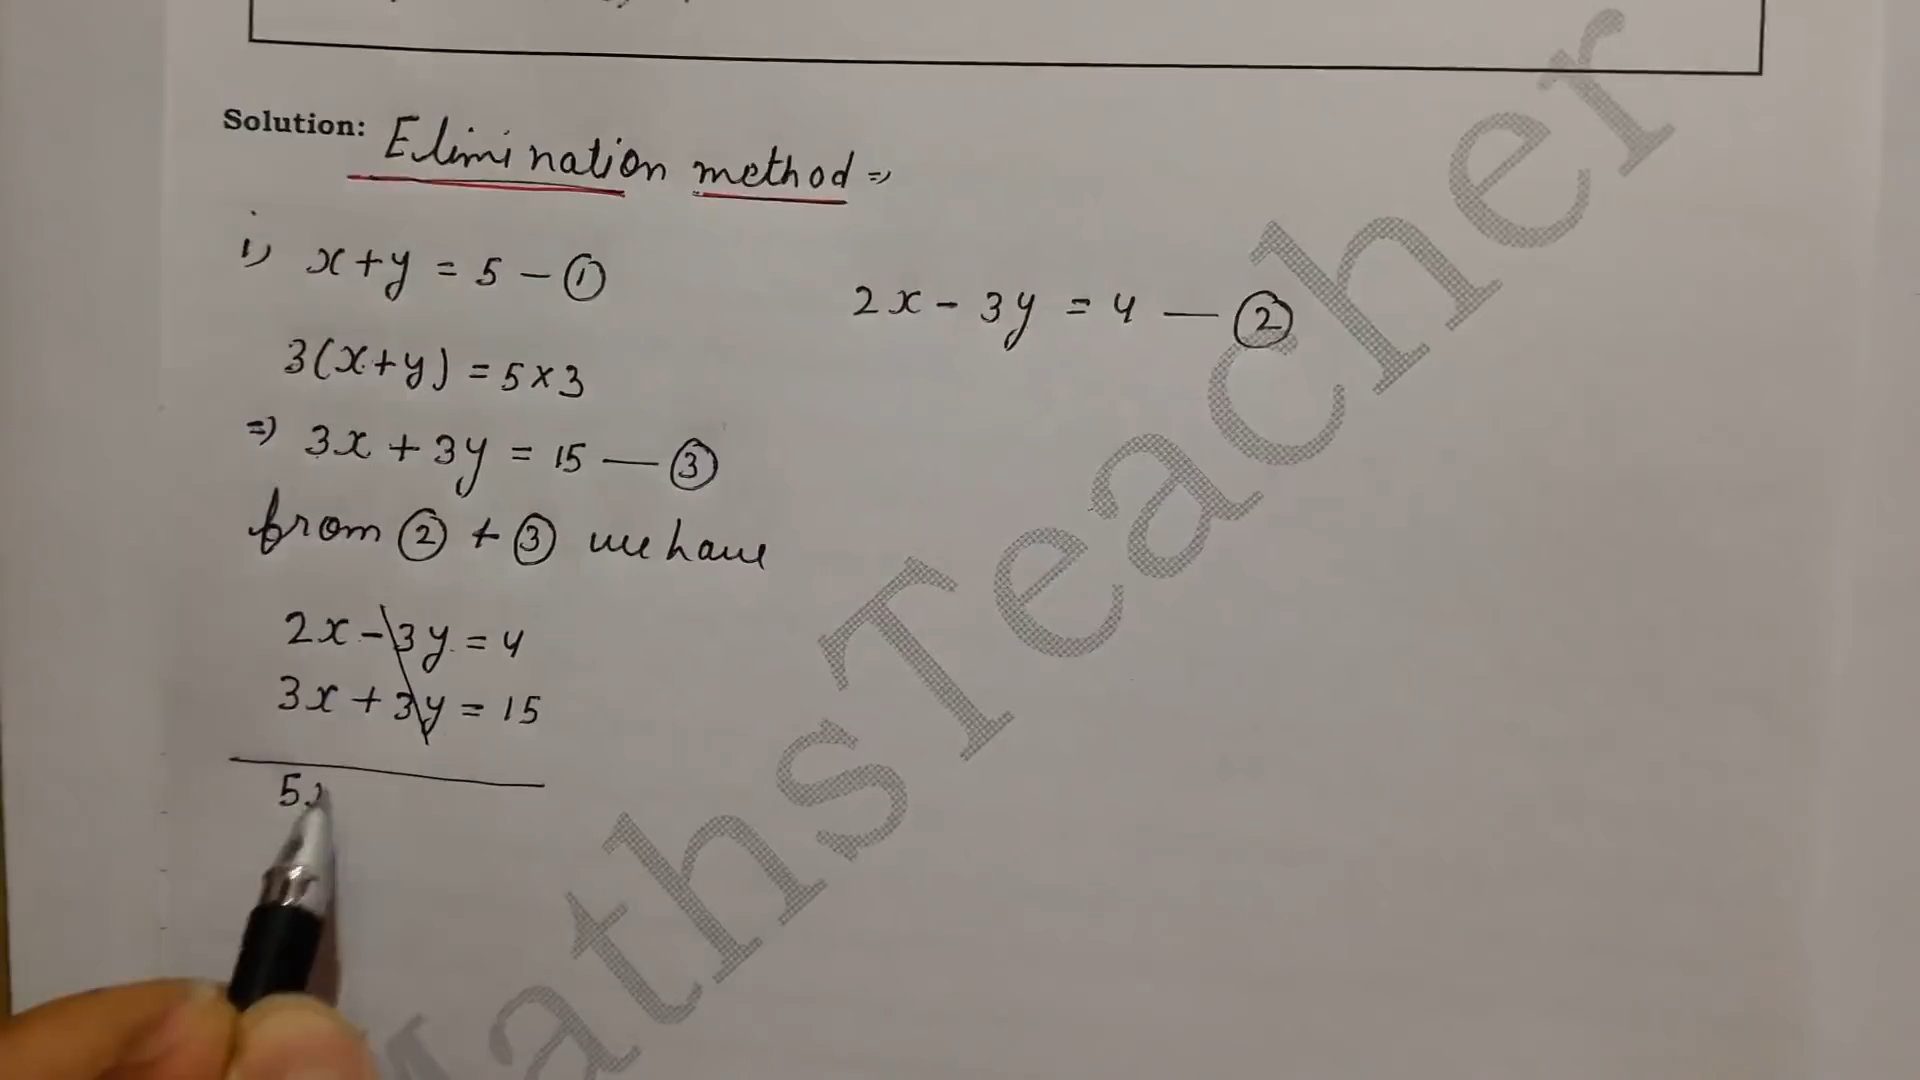 Solution: Elimination method ⇒
i) x+y = 5 – ①
2x - 3y = 4 — ②
3(x+y) = 5×3
⇒ 3x + 3y = 15 — ③
from ② + ③ we have
2x - 3y = 4
3x + 3y = 15
5x
MathsTeacher